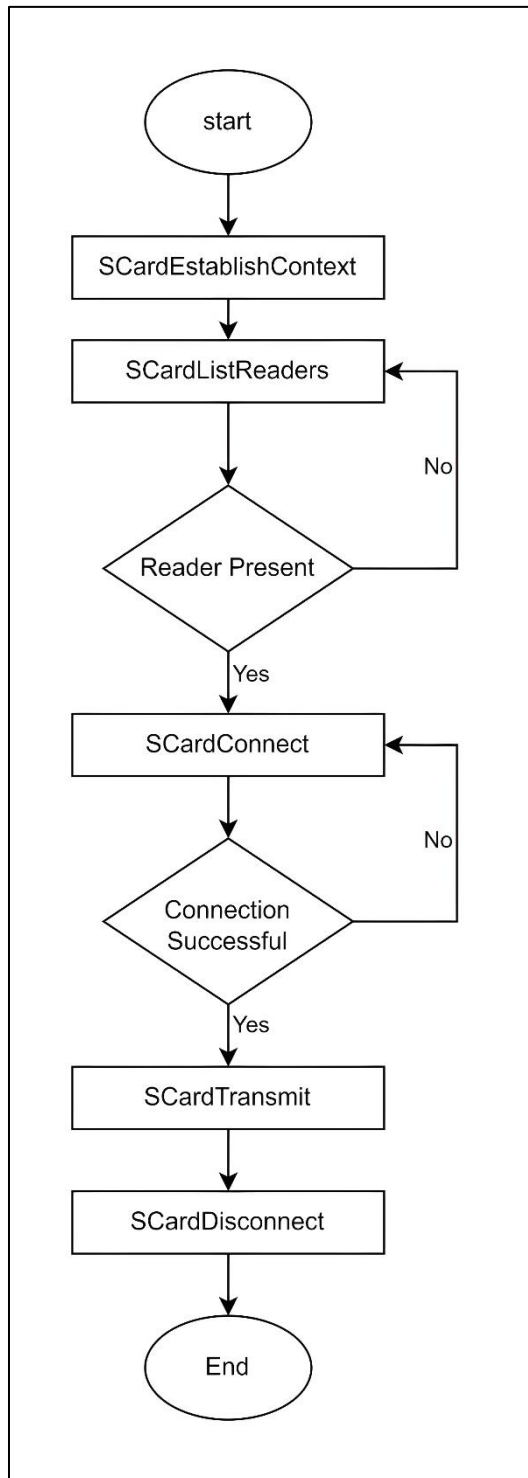 start
SCardEstablishContext
SCardListReaders
No
Reader Present
Yes
SCardConnect
No
Connection
Successful
Yes
SCardTransmit
SCardDisconnect
End